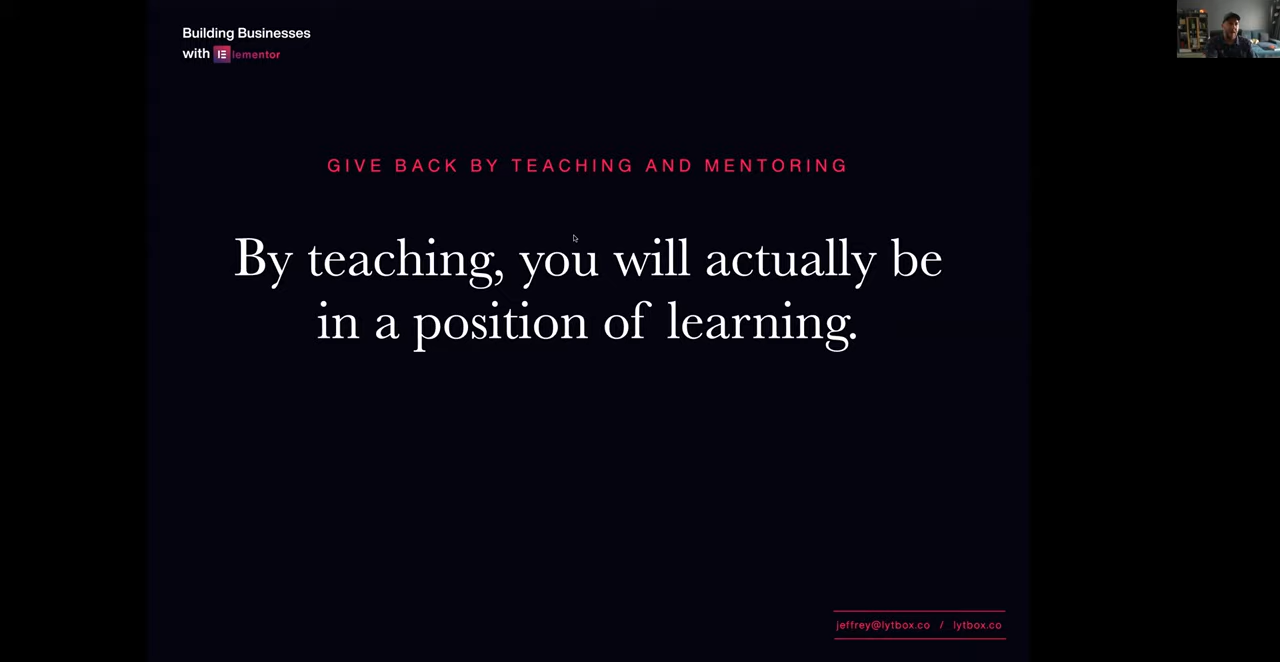 Building Businesses
with elementor
GIVE BACK BY TEACHING AND MENTORING
By teaching, you will actually be
in a position of learning.
jeffrey@lytbox.co / lytbox.co